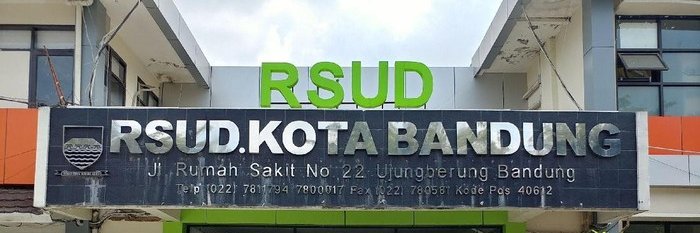 RSUD
RSUD.KOTA BANDUNG
Jl. Rumah Sakit No 22 Ujungberung Bandung
Telp (022) 7811794 7800017 Fax (022) 780581 Kode Pos 40612